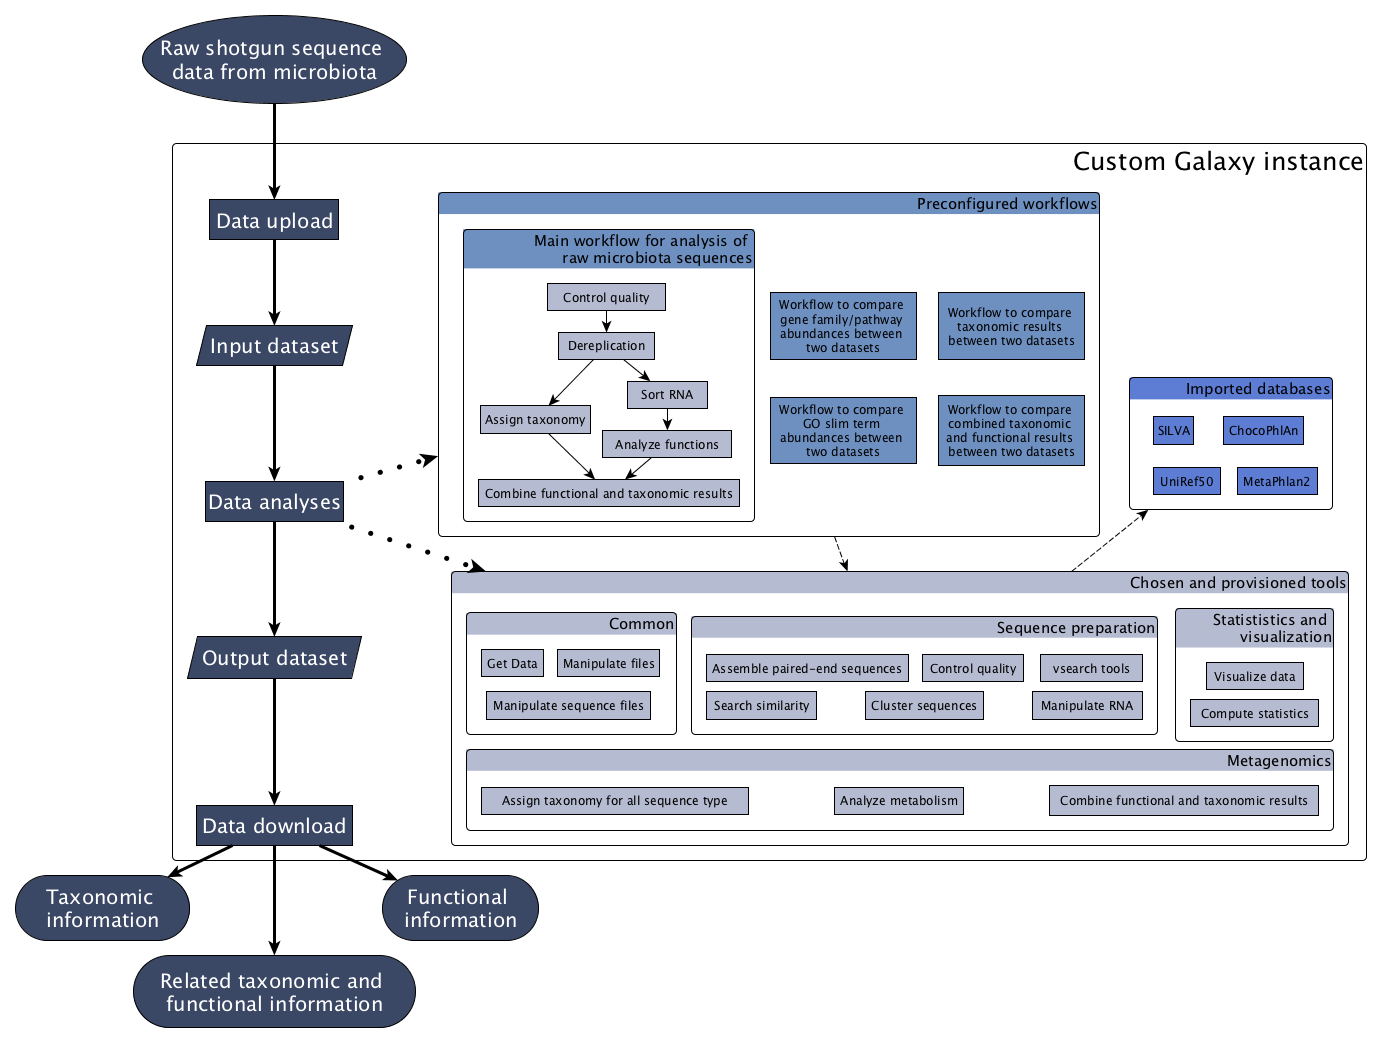 Raw shotgun sequence
data from microbiota
Custom Galaxy instance
Data upload
Input dataset
Data analyses
Output dataset
Data download
Taxonomic
information
Functional
information
Related taxonomic and
functional information
Preconfigured workflows
Main workflow for analysis of
raw microbiota sequences
Control quality
Dereplication
Sort RNA
Assign taxonomy
Analyze functions
Combine functional and taxonomic results
Workflow to compare
gene family/pathway
abundances between
two datasets
Workflow to compare
taxonomic results
between two datasets
Workflow to compare
GO slim term
abundances between
two datasets
Workflow to compare
combined taxonomic
and functional results
between two datasets
Imported databases
SILVA
ChocoPhlAn
UniRef50
MetaPhlan2
Chosen and provisioned tools
Common
Get Data
Manipulate files
Manipulate sequence files
Sequence preparation
Assemble paired-end sequences
Control quality
vsearch tools
Search similarity
Cluster sequences
Manipulate RNA
Statististics and
visualization
Visualize data
Compute statistics
Metagenomics
Assign taxonomy for all sequence type
Analyze metabolism
Combine functional and taxonomic results